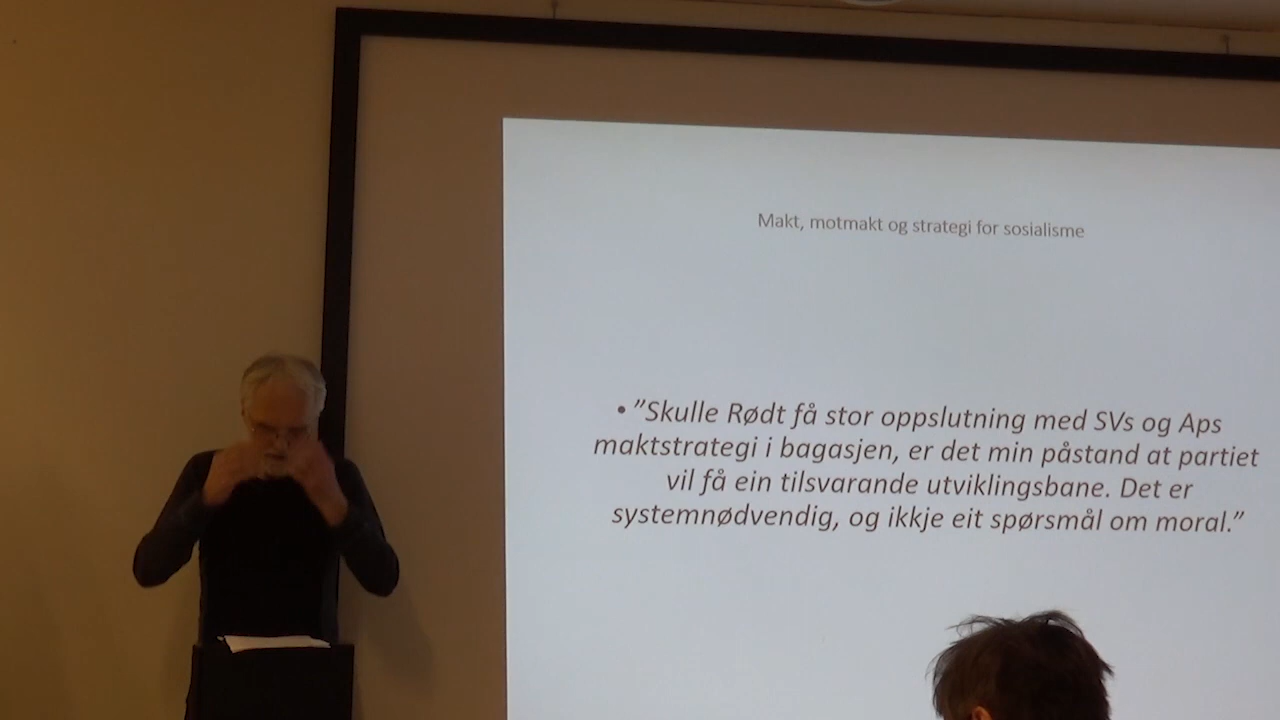 Makt, motmakt og strategi for sosialisme
• ”Skulle Rødt få stor oppslutning med SVs og Aps
maktstrategi i bagasjen, er det min påstand at partiet
vil få ein tilsvarande utviklingsbane. Det er
systemnødvendig, og ikkje eit spørsmål om moral.”